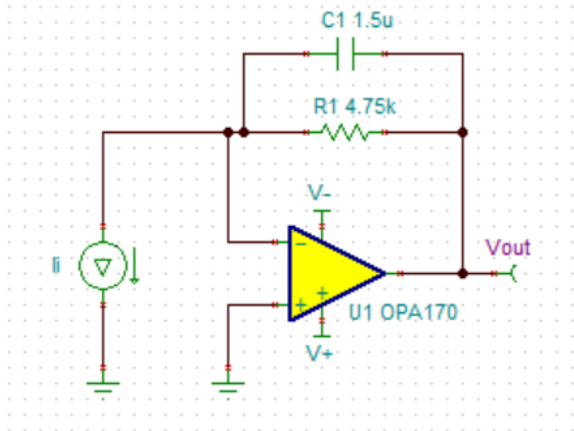 C1 1.5u
R1 4.75k
V-
Ii
Vout
U1 OPA170
V+